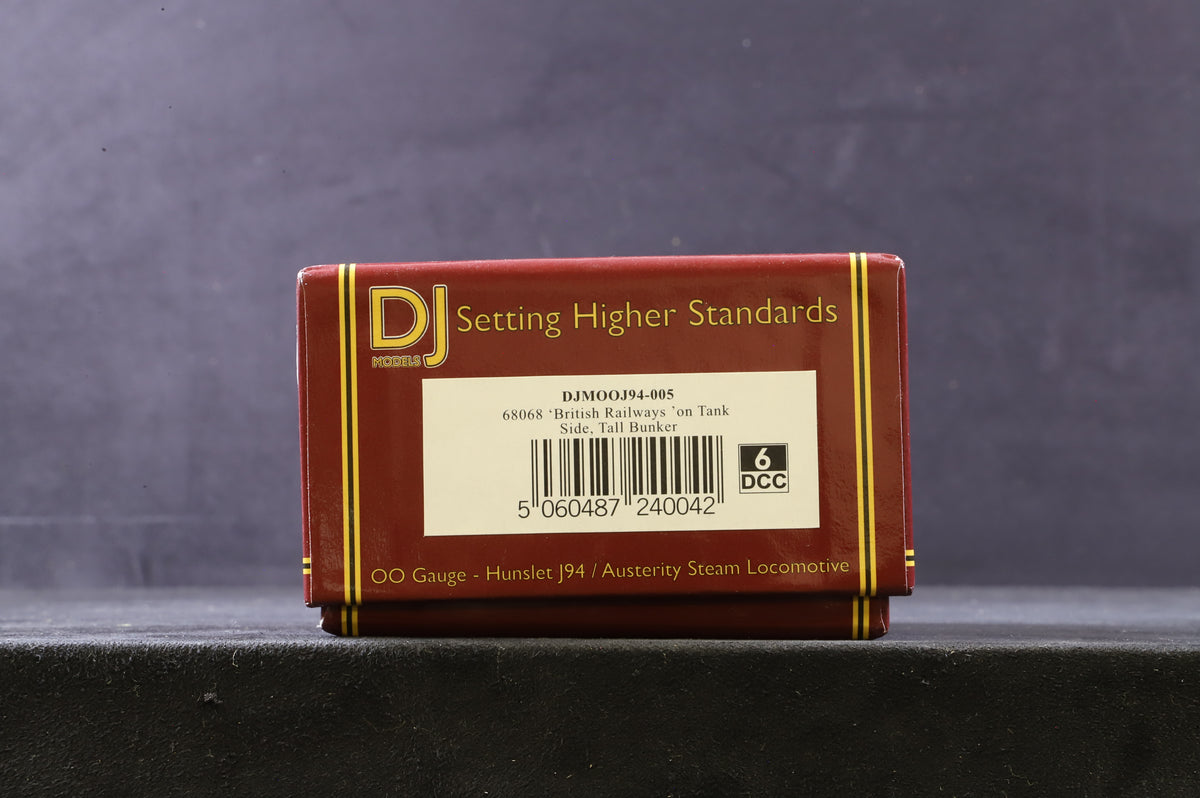 DJ
MODELS
Setting Higher Standards
DJMOOJ94-005
68068 ‘British Railways ’on Tank
Side, Tall Bunker
5 060487 240042
6
DCC
OO Gauge - Hunslet J94 / Austerity Steam Locomotive